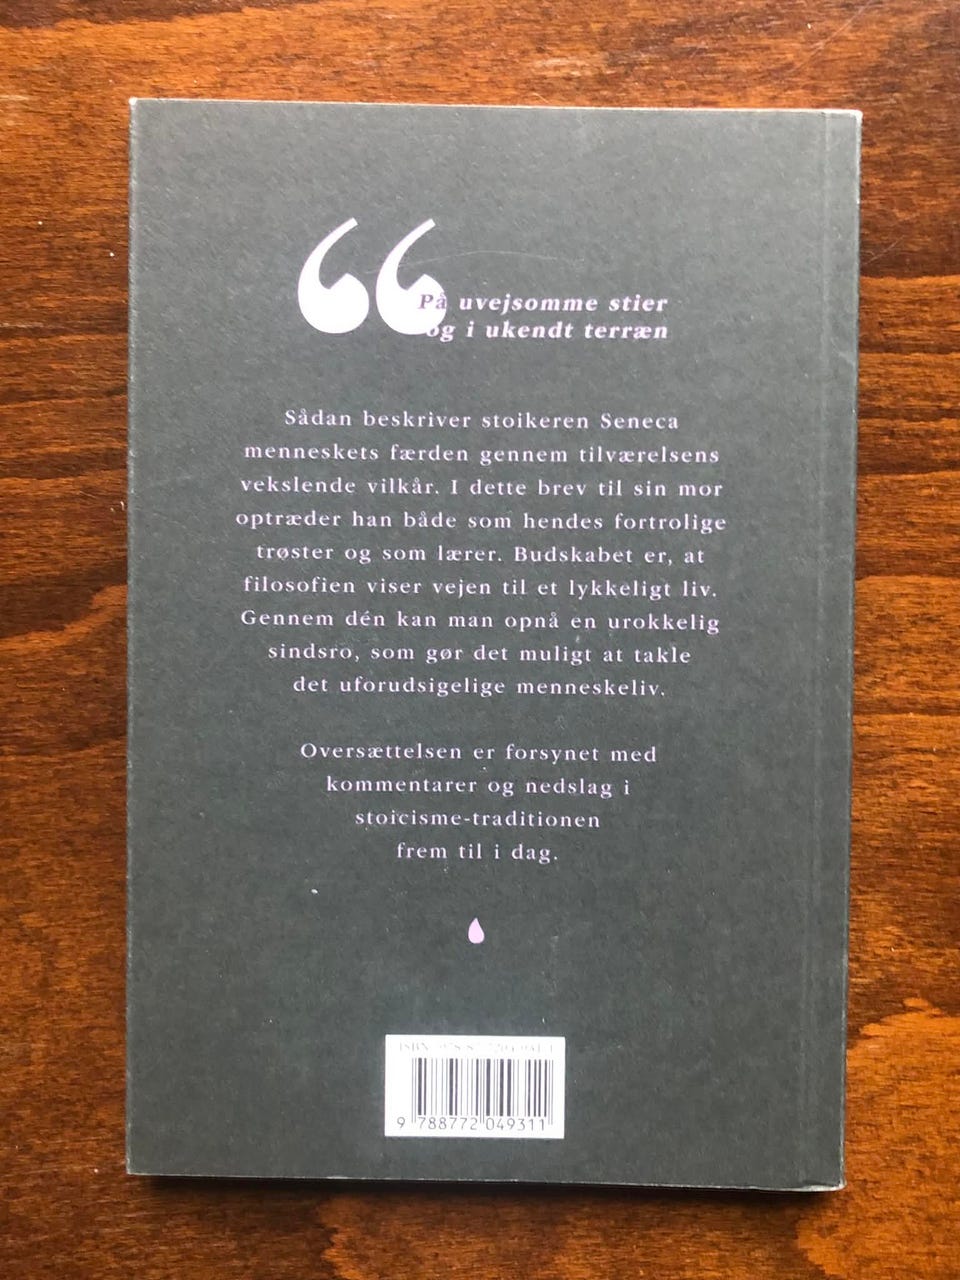 “
På uvejsomme stier
og i ukendt terræn
Sådan beskriver stoikeren Seneca
menneskets færden gennem tilværelsens
vekslende vilkår. I dette brev til sin mor
optræder han både som hendes fortrolige
trøster og som lærer. Budskabet er, at
filosofien viser vejen til et lykkeligt liv.
Gennem dén kan man opnå en urokkelig
sindsro, som gør det muligt at takle
det uforudsigelige menneskeliv.
Oversættelsen er forsynet med
kommentarer og nedslag i
stoicisme-traditionen
frem til i dag.
ISBN
9 788772 049311